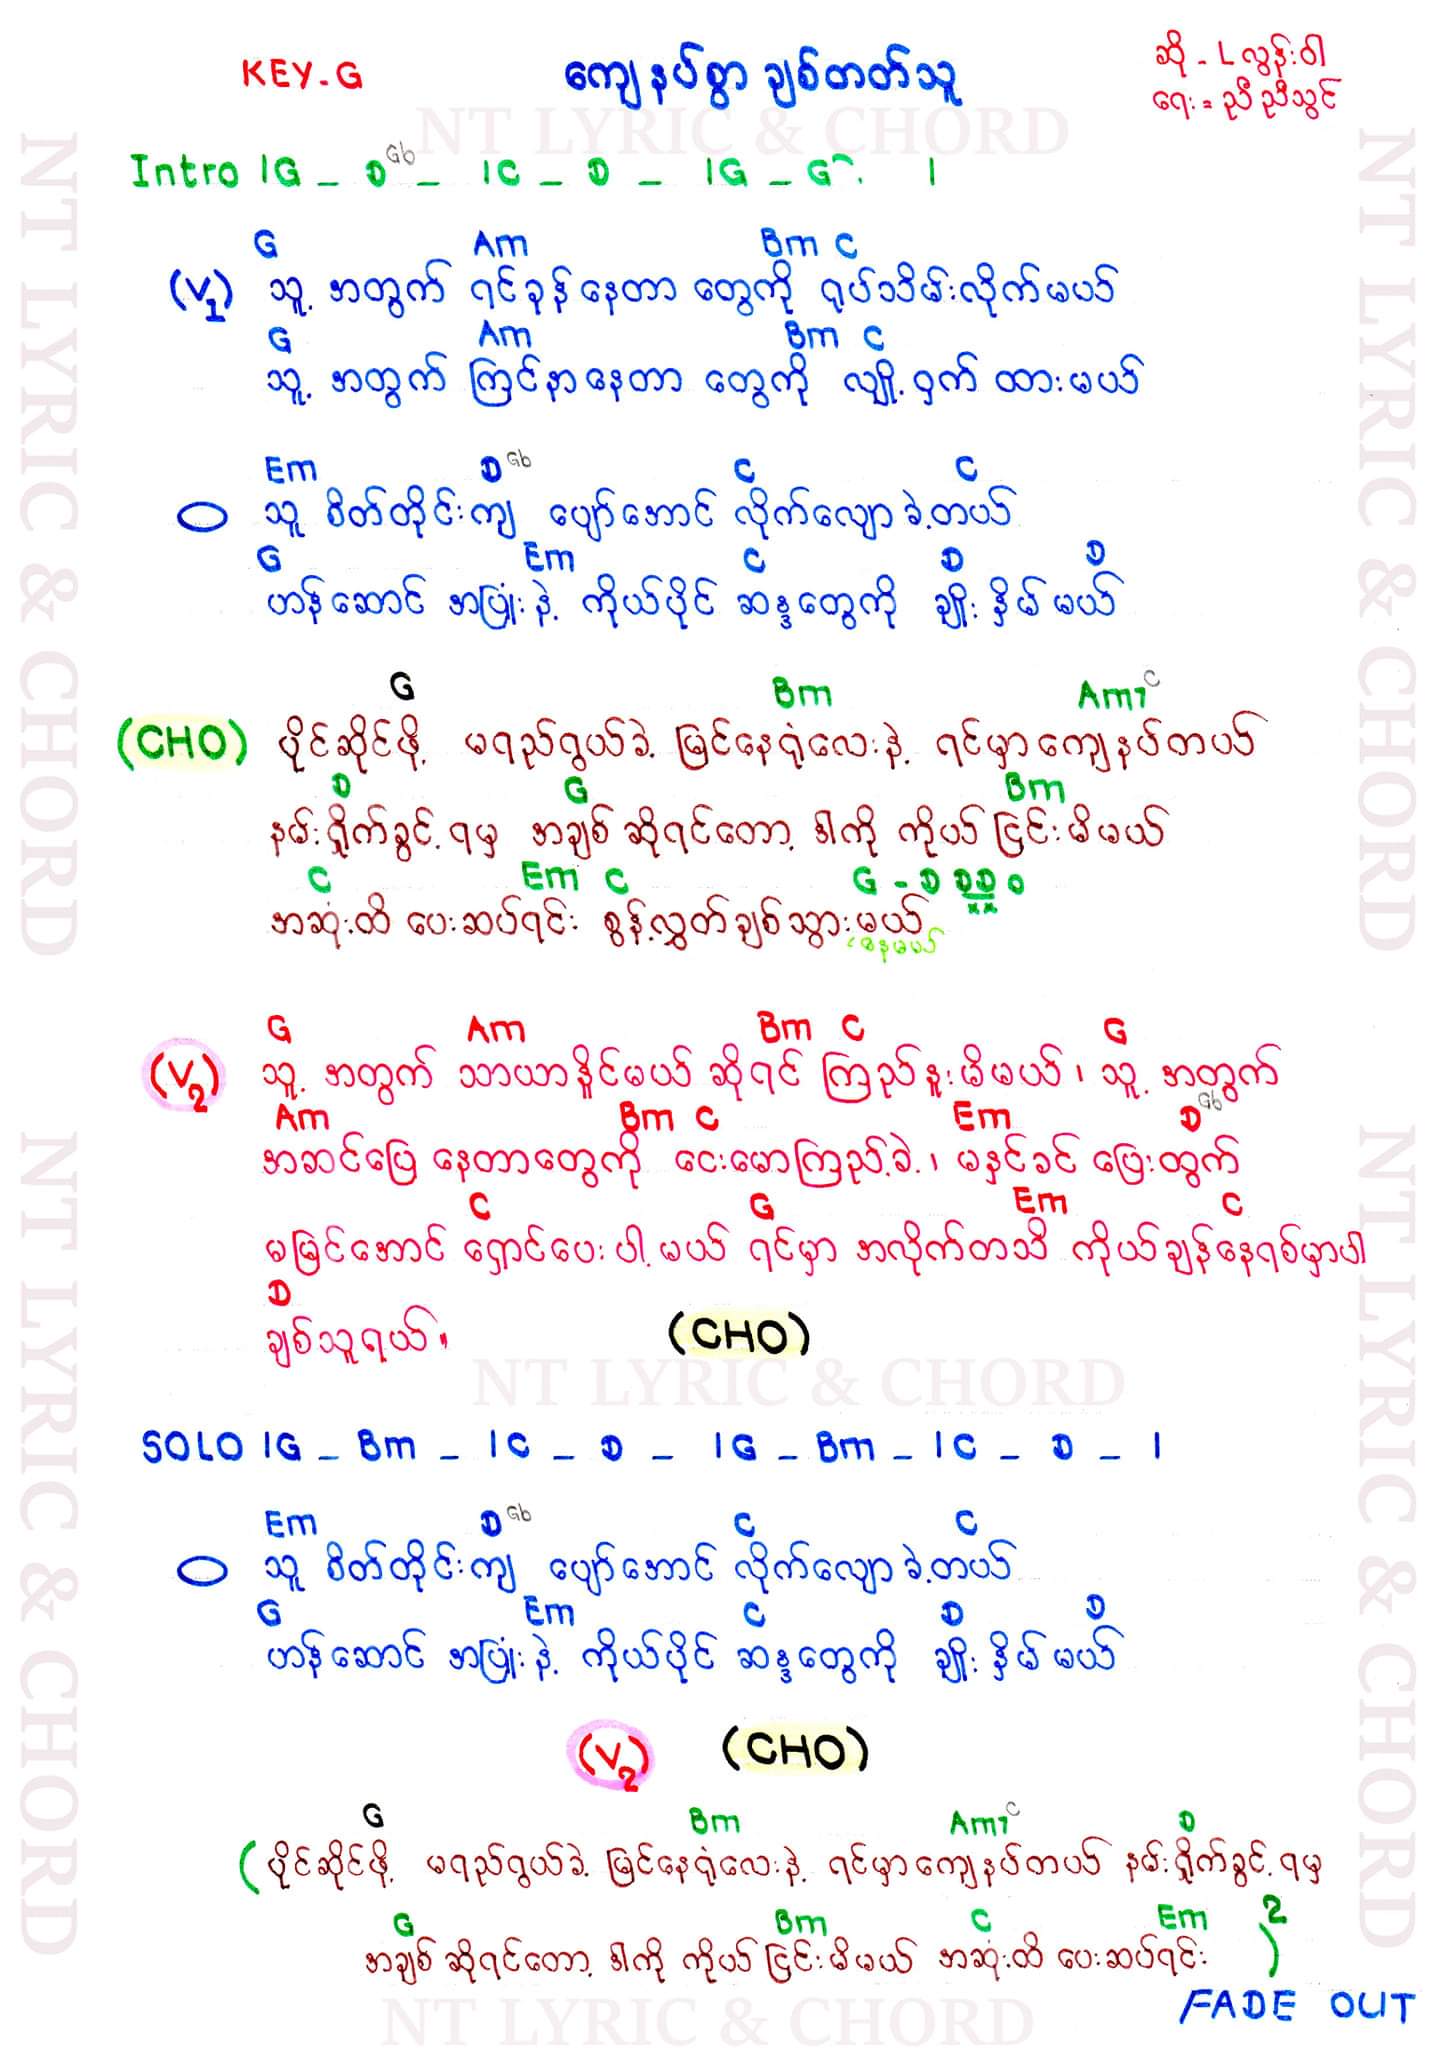 KEY-G
ကျေနပ်စွာ ချစ်တတ်သူ
ဆို - L လွန်းဝါ
ရေး = ညီညီသွင်
NT LYRIC & CHORD
Intro |G _ D Gb _ |C _ D _ |G _ G |
G Am Bm C
(V1) သူ့ အတွက် ရင်ခုန်နေတာ တွေကို ရုပ်သိမ်းလိုက်မယ်
G Am Bm C
သူ့ အတွက် ကြင်နာနေတာ တွေကို လျှို့ဝှက် ထားမယ်
Em D Gb C C
သူ စိတ်တိုင်းကျ ပျော်အောင် လိုက်လျောခဲ့တယ်
G Em C D D
ဟန်ဆောင် အပြုံးနဲ့ ကိုယ်ပိုင် ဆန္ဒတွေကို ချိုးနှိမ်မယ်
G Bm Am7 C
(CHO) ပိုင်ဆိုင်ဖို့ မရည်ရွယ်ခဲ့ မြင်နေရုံလေးနဲ့ ရင်မှာကျေနပ်တယ်
D G Bm
နမ်းရှိုက်ခွင့်ရမှ အချစ်ဆိုရင်တော့ ဒါကို ကိုယ်ငြင်းမိမယ်
C Em C G - D DD D
အဆုံးထိ ပေးဆပ်ရင်း စွန့်လွှတ်ချစ်သွားမယ်
နေမယ်
G Am Bm C G
(V2) သူ့ အတွက် သာယာနိူင်မယ် ဆိုရင် ကြည်နူးမိမယ်၊ သူ့ အတွက်
Am Bm C Em D Gb
အဆင်ပြေ နေတာတွေကို ငေးမောကြည့်ခဲ့၊ မနှင်ခင် ပြေးထွက်
C G Em C
မမြင်အောင် ရှောင်ပေးပါ့မယ် ရင်မှာ အလိုက်တသိ ကိုယ်ချန်နေရစ်မှာပါ
D
ချစ်သူရယ်။ (CHO)
NT LYRIC & CHORD
SOLO |G _ Bm _ |C _ D _ |G _ Bm _ |C _ D _ |
Em D Gb C C
သူ စိတ်တိုင်းကျ ပျော်အောင် လိုက်လျောခဲ့တယ်
G Em C D D
ဟန်ဆောင် အပြုံးနဲ့ ကိုယ်ပိုင် ဆန္ဒတွေကို ချိုးနှိမ်မယ်
(V2) (CHO)
G Bm Am7 C D
(ပိုင်ဆိုင်ဖို့ မရည်ရွယ်ခဲ့ မြင်နေရုံလေးနဲ့ ရင်မှာကျေနပ်တယ် နမ်းရှိုက်ခွင့်ရမှ
G Bm C Em 2
အချစ်ဆိုရင်တော့ ဒါကို ကိုယ်ငြင်းမိမယ် အဆုံးထိ ပေးဆပ်ရင်း )
FADE OUT
NT LYRIC & CHORD
NT LYRIC & CHORD
NT LYRIC & CHORD
NT LYRIC & CHORD
NT LYRIC & CHORD